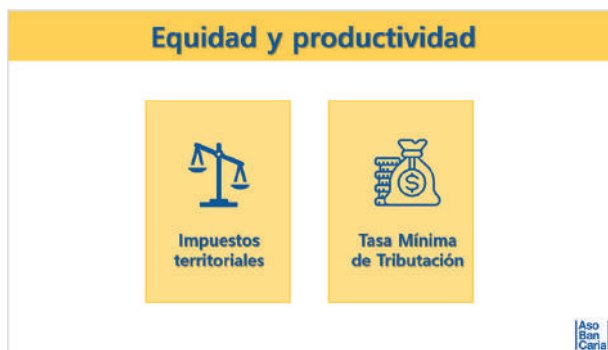 Equidad y productividad
Impuestos
territoriales
$
Tasa Mínima
de Tributación
Aso
Ban
Caria